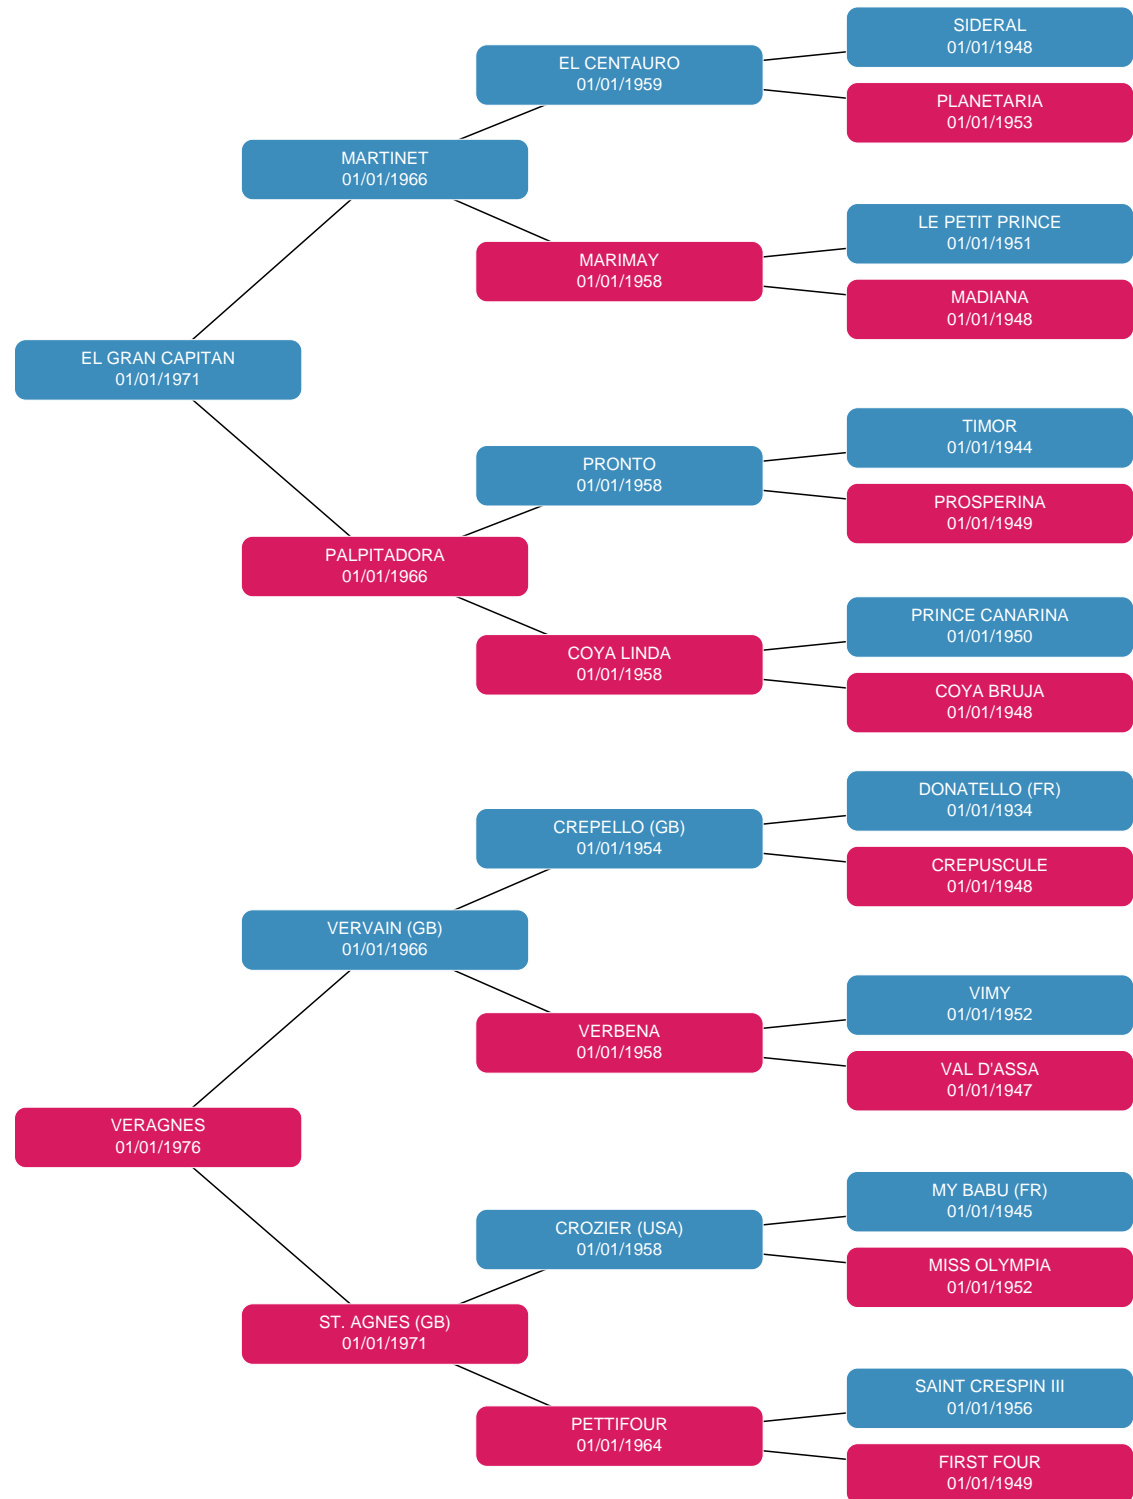 SIDERAL
01/01/1948
EL CENTAURO
01/01/1959
PLANETARIA
01/01/1953
MARTINET
01/01/1966
LE PETIT PRINCE
01/01/1951
MARIMAY
01/01/1958
MADIANA
01/01/1948
EL GRAN CAPITAN
01/01/1971
TIMOR
01/01/1944
PRONTO
01/01/1958
PROSPERINA
01/01/1949
PALPITADORA
01/01/1966
PRINCE CANARINA
01/01/1950
COYA LINDA
01/01/1958
COYA BRUJA
01/01/1948
DONATELLO (FR)
01/01/1934
CREPELLO (GB)
01/01/1954
CREPUSCULE
01/01/1948
VERVAIN (GB)
01/01/1966
VIMY
01/01/1952
VERBENA
01/01/1958
VAL D'ASSA
01/01/1947
VERAGNES
01/01/1976
MY BABU (FR)
01/01/1945
CROZIER (USA)
01/01/1958
MISS OLYMPIA
01/01/1952
ST. AGNES (GB)
01/01/1971
SAINT CRESPIN III
01/01/1956
PETTIFOUR
01/01/1964
FIRST FOUR
01/01/1949